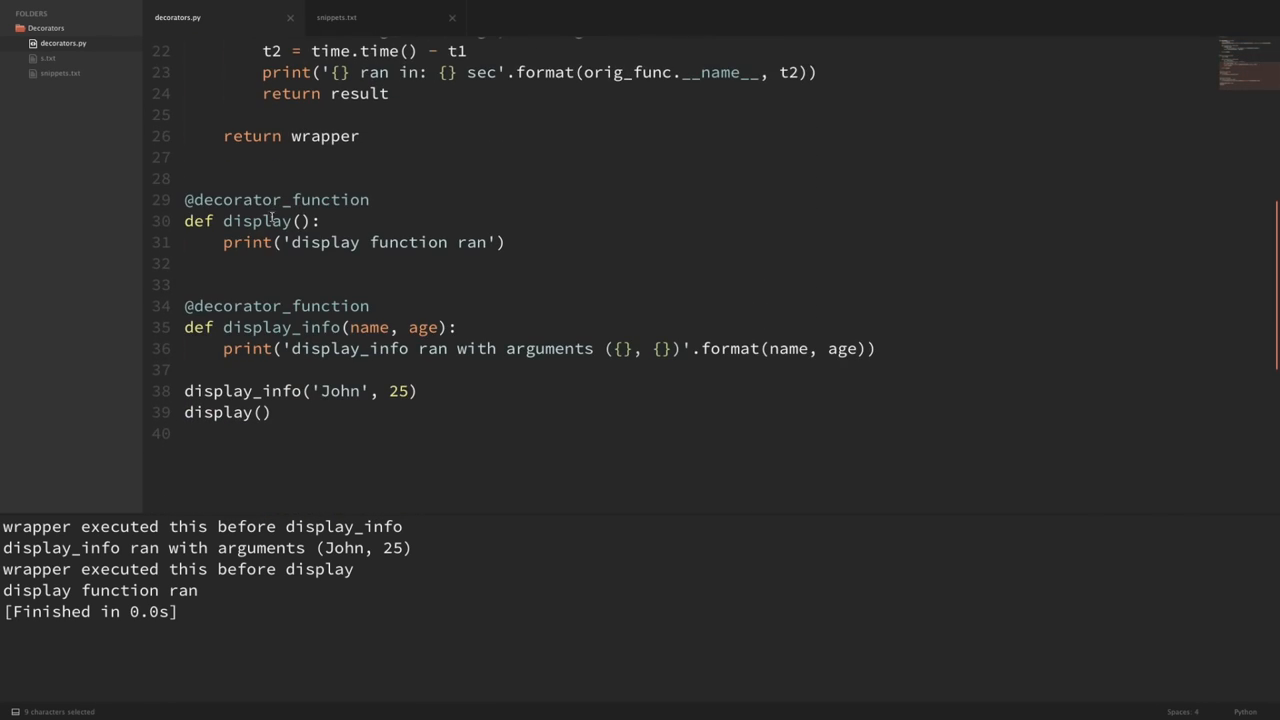 FOLDERS
Decorators
decorators.py
s.txt
snippets.txt
decorators.py
snippets.txt
22 t2 = time.time() - t1
23 print('{} ran in: {} sec'.format(orig_func.__name__, t2))
24 return result
25
26 return wrapper
27
28
29 @decorator_function
30 def display():
31 print('display function ran')
32
33
34 @decorator_function
35 def display_info(name, age):
36 print('display_info ran with arguments ({}, {})'.format(name, age))
37
38 display_info('John', 25)
39 display()
40
wrapper executed this before display_info
display_info ran with arguments (John, 25)
wrapper executed this before display
display function ran
[Finished in 0.0s]
9 characters selected
Spaces: 4
Python